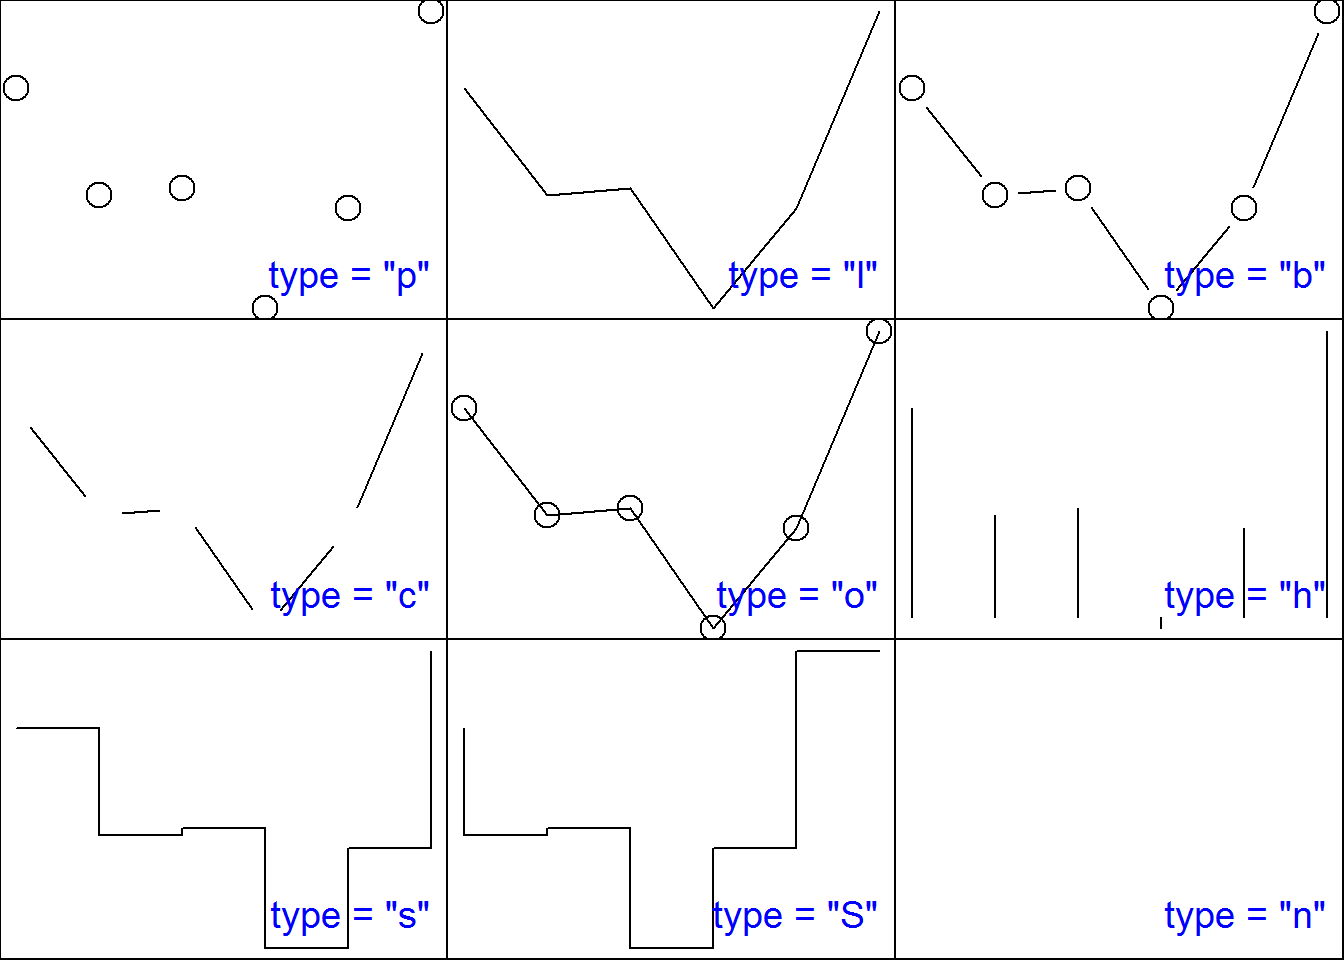 type = "p"
type = "l"
type = "b"
type = "c"
type = "o"
type = "h"
type = "s"
type = "S"
type = "n"